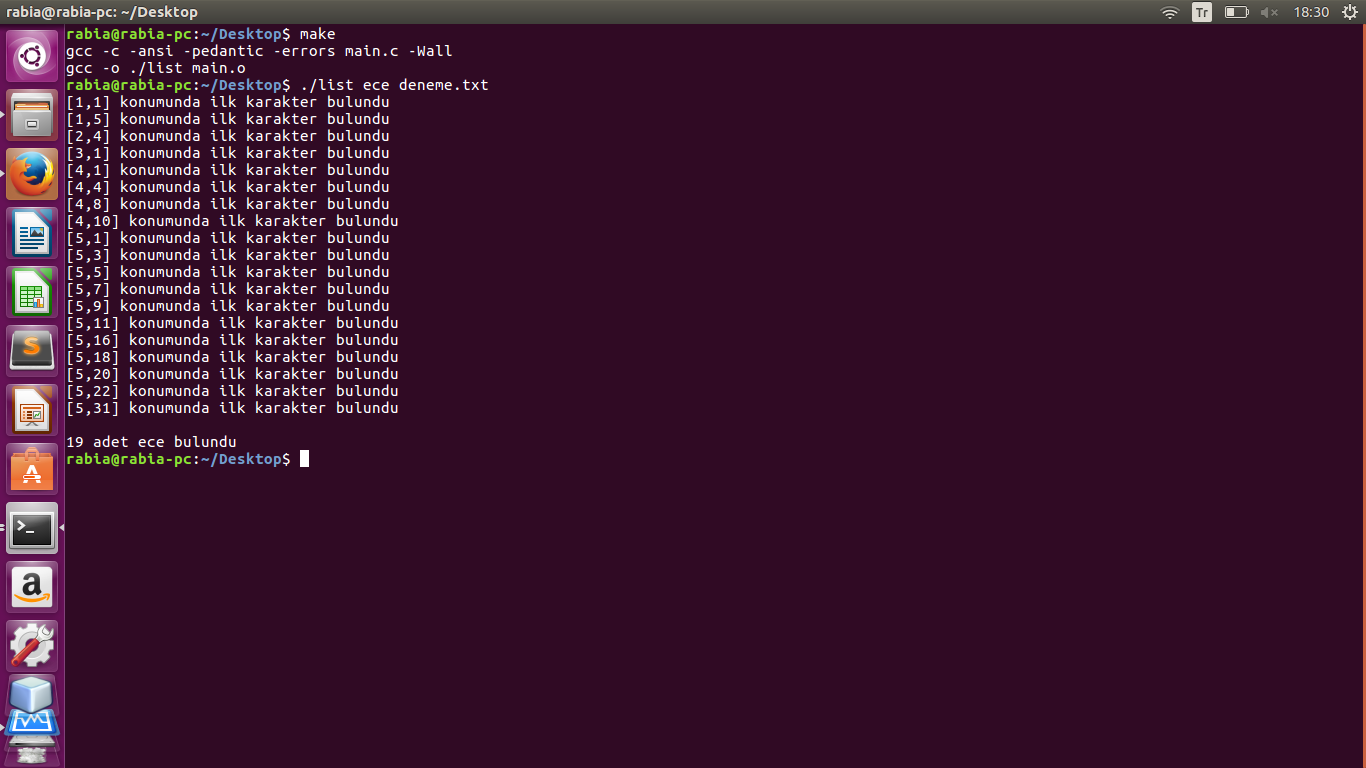 rabia@rabia-pc: ~/Desktop
Tr
18:30
rabia@rabia-pc:~/Desktop$ make
gcc -c -ansi -pedantic -errors main.c -Wall
gcc -o ./list main.o
rabia@rabia-pc:~/Desktop$ ./list ece deneme.txt
[1,1] konumunda ilk karakter bulundu
[1,5] konumunda ilk karakter bulundu
[2,4] konumunda ilk karakter bulundu
[3,1] konumunda ilk karakter bulundu
[4,1] konumunda ilk karakter bulundu
[4,4] konumunda ilk karakter bulundu
[4,8] konumunda ilk karakter bulundu
[4,10] konumunda ilk karakter bulundu
[5,1] konumunda ilk karakter bulundu
[5,3] konumunda ilk karakter bulundu
[5,5] konumunda ilk karakter bulundu
[5,7] konumunda ilk karakter bulundu
[5,9] konumunda ilk karakter bulundu
[5,11] konumunda ilk karakter bulundu
[5,16] konumunda ilk karakter bulundu
[5,18] konumunda ilk karakter bulundu
[5,20] konumunda ilk karakter bulundu
[5,22] konumunda ilk karakter bulundu
[5,31] konumunda ilk karakter bulundu
19 adet ece bulundu
rabia@rabia-pc:~/Desktop$